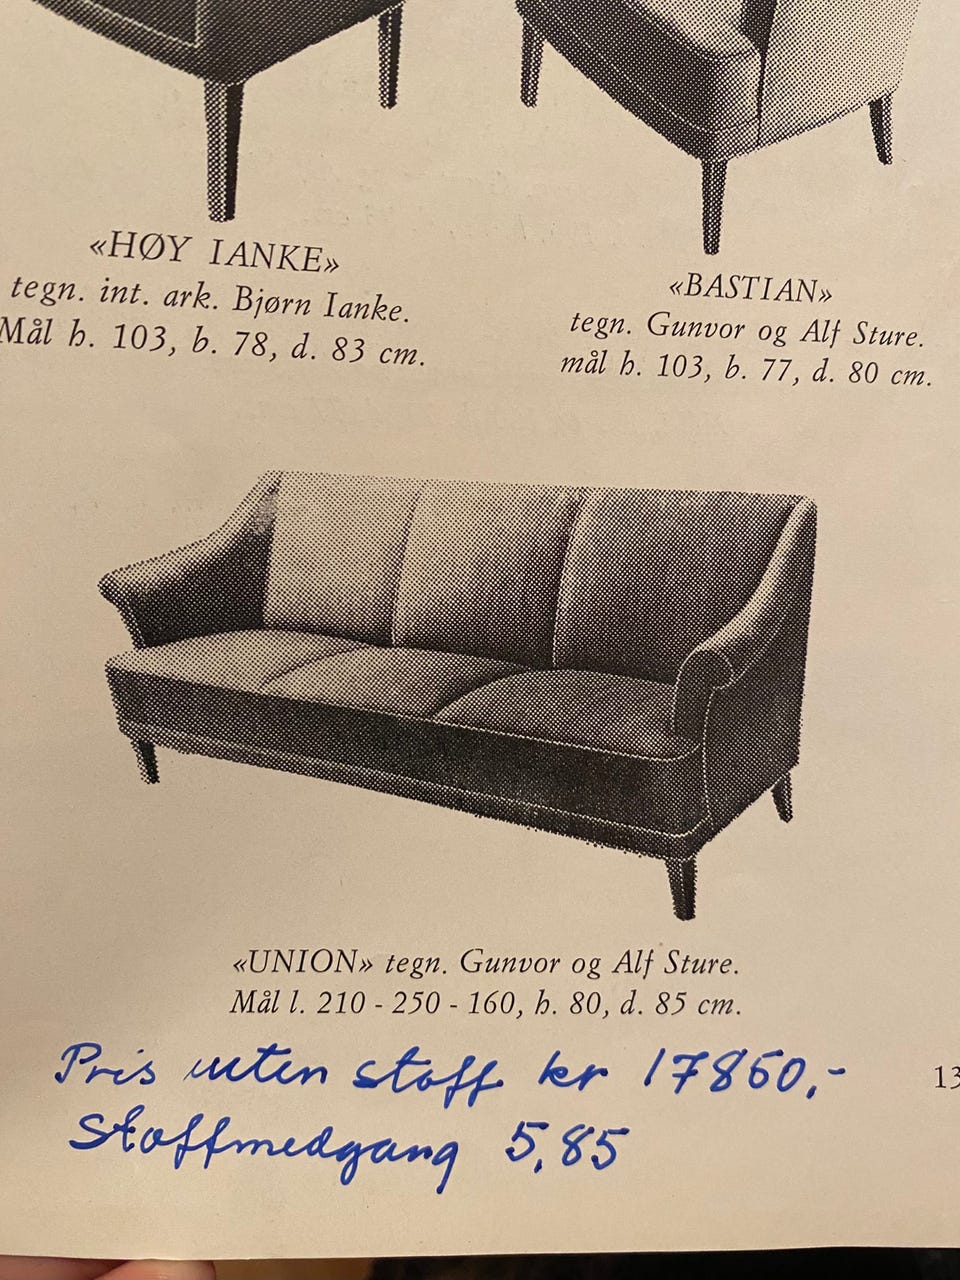 «HØY IANKE»
tegn. int. ark. Bjørn Ianke.
Mål h. 103, b. 78, d. 83 cm.
«BASTIAN»
tegn. Gunvor og Alf Sture.
mål h. 103, b. 77, d. 80 cm.
«UNION» tegn. Gunvor og Alf Sture.
Mål l. 210 - 250 - 160, h. 80, d. 85 cm.
Pris uten stoff kr 17860,-
13
Stoffmedgang 5,85